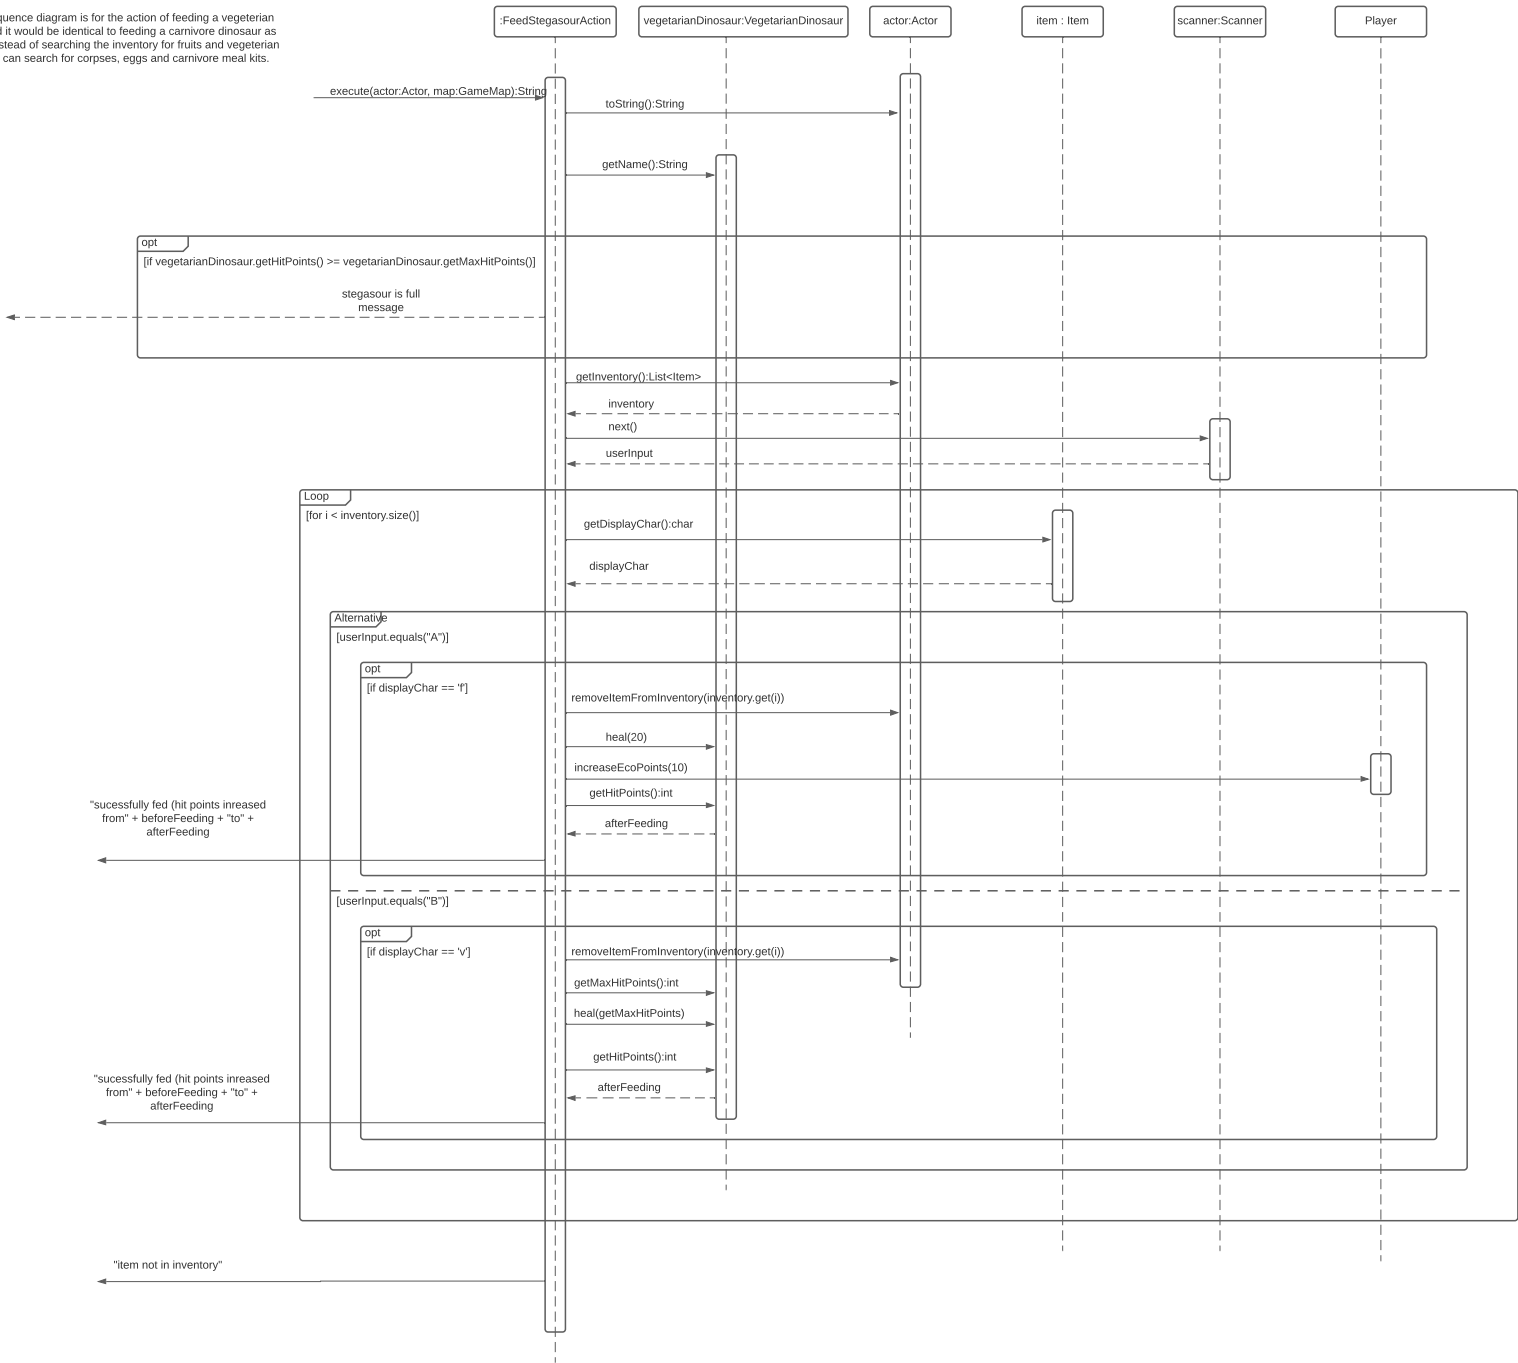 quence diagram is for the action of feeding a vegeterian
it would be identical to feeding a carnivore dinosaur as
stead of searching the inventory for fruits and vegeterian
can search for corpses, eggs and carnivore meal kits.
:FeedStegasourAction
vegetarianDinosaur:VegetarianDinosaur
actor:Actor
item : Item
scanner:Scanner
Player
execute(actor:Actor, map:GameMap):String
toString():String
getName():String
opt
[if vegetarianDinosaur.getHitPoints() >= vegetarianDinosaur.getMaxHitPoints()]
stegasour is full
message
getInventory():List<Item>
inventory
next()
userInput
Loop
[for i < inventory.size()]
getDisplayChar():char
displayChar
Alternative
[userInput.equals("A")]
opt
[if displayChar == 'f']
removeItemFromInventory(inventory.get(i))
heal(20)
increaseEcoPoints(10)
getHitPoints():int
"sucessfully fed (hit points inreased
from" + beforeFeeding + "to" +
afterFeeding
afterFeeding
[userInput.equals("B")]
opt
[if displayChar == 'v']
removeItemFromInventory(inventory.get(i))
getMaxHitPoints():int
heal(getMaxHitPoints)
getHitPoints():int
"sucessfully fed (hit points inreased
from" + beforeFeeding + "to" +
afterFeeding
afterFeeding
"item not in inventory"